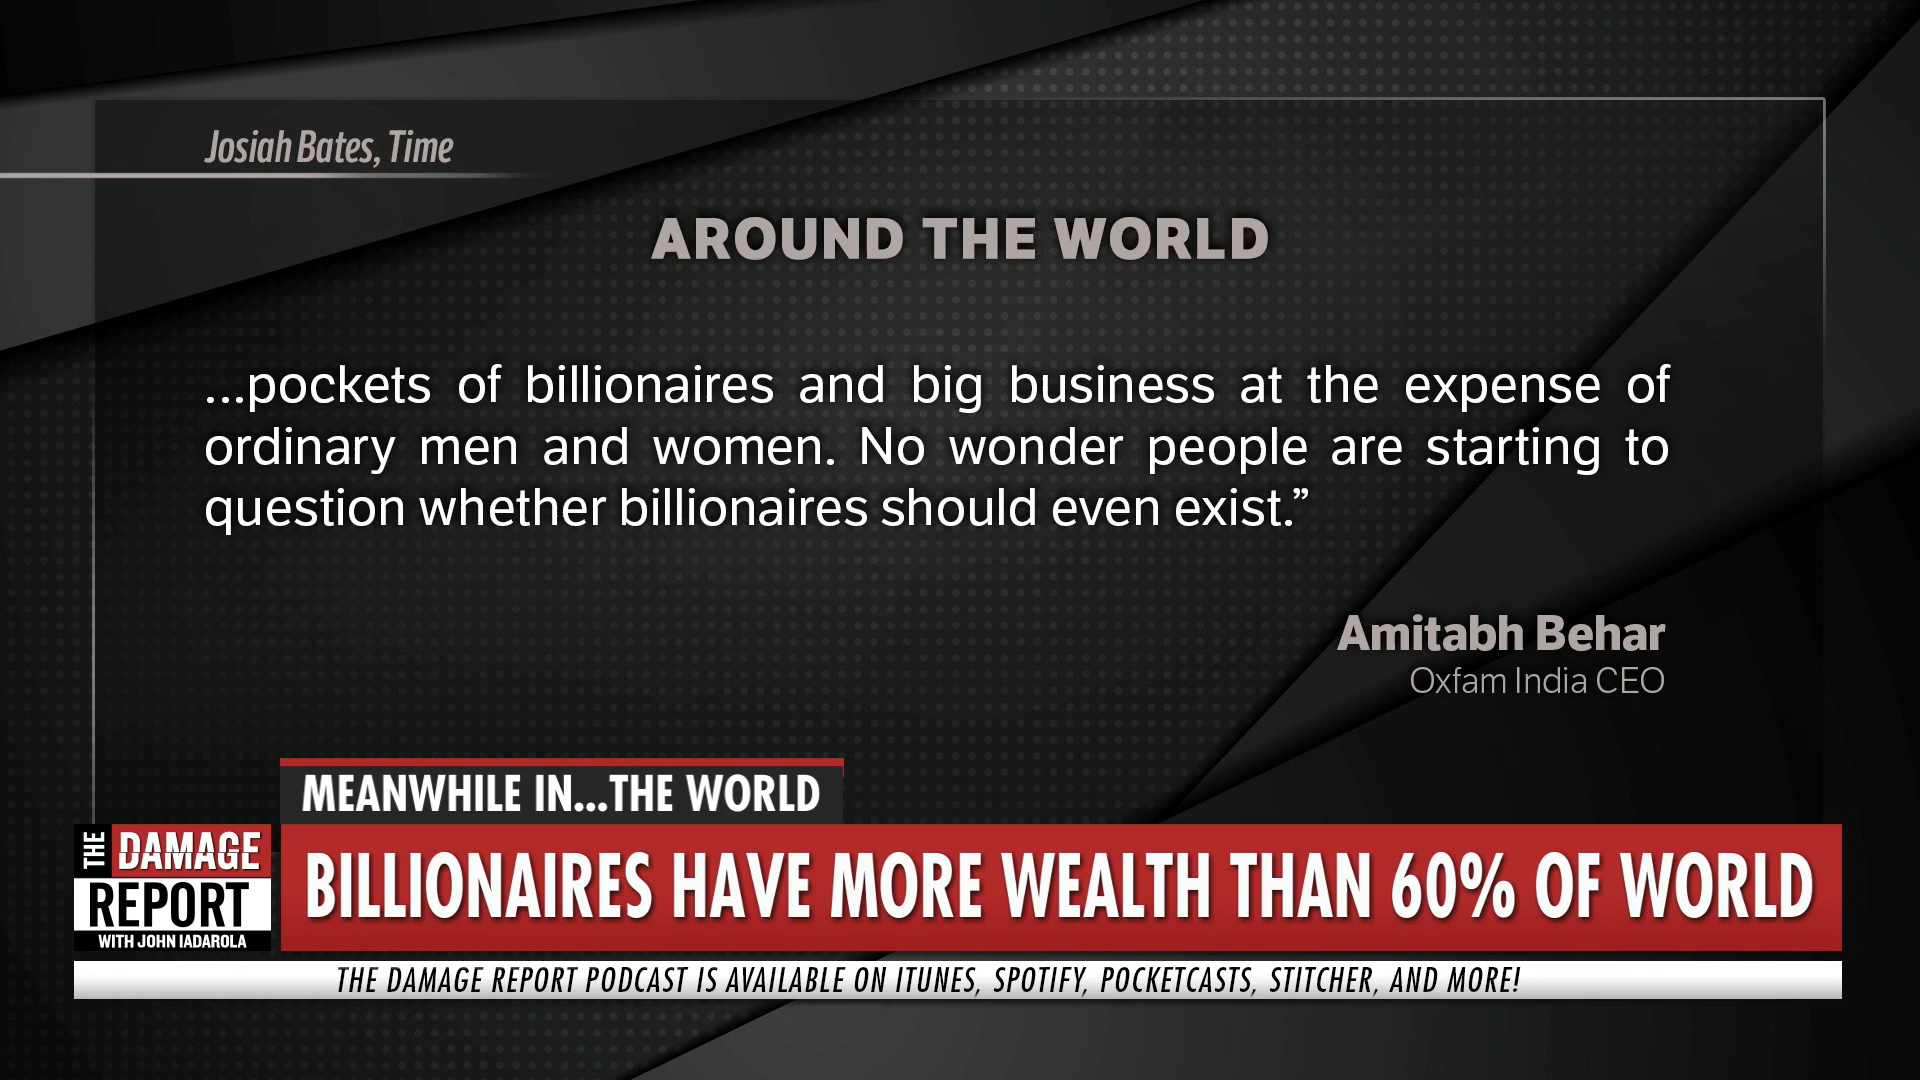 Josiah Bates, Time
AROUND THE WORLD
...pockets of billionaires and big business at the expense of
ordinary men and women. No wonder people are starting to
question whether billionaires should even exist.”
Amitabh Behar
Oxfam India CEO
MEANWHILE IN...THE WORLD
THE DAMAGE
REPORT
WITH JOHN IADAROLA
BILLIONAIRES HAVE MORE WEALTH THAN 60% OF WORLD
THE DAMAGE REPORT PODCAST IS AVAILABLE ON ITUNES, SPOTIFY, POCKETCASTS, STITCHER, AND MORE!